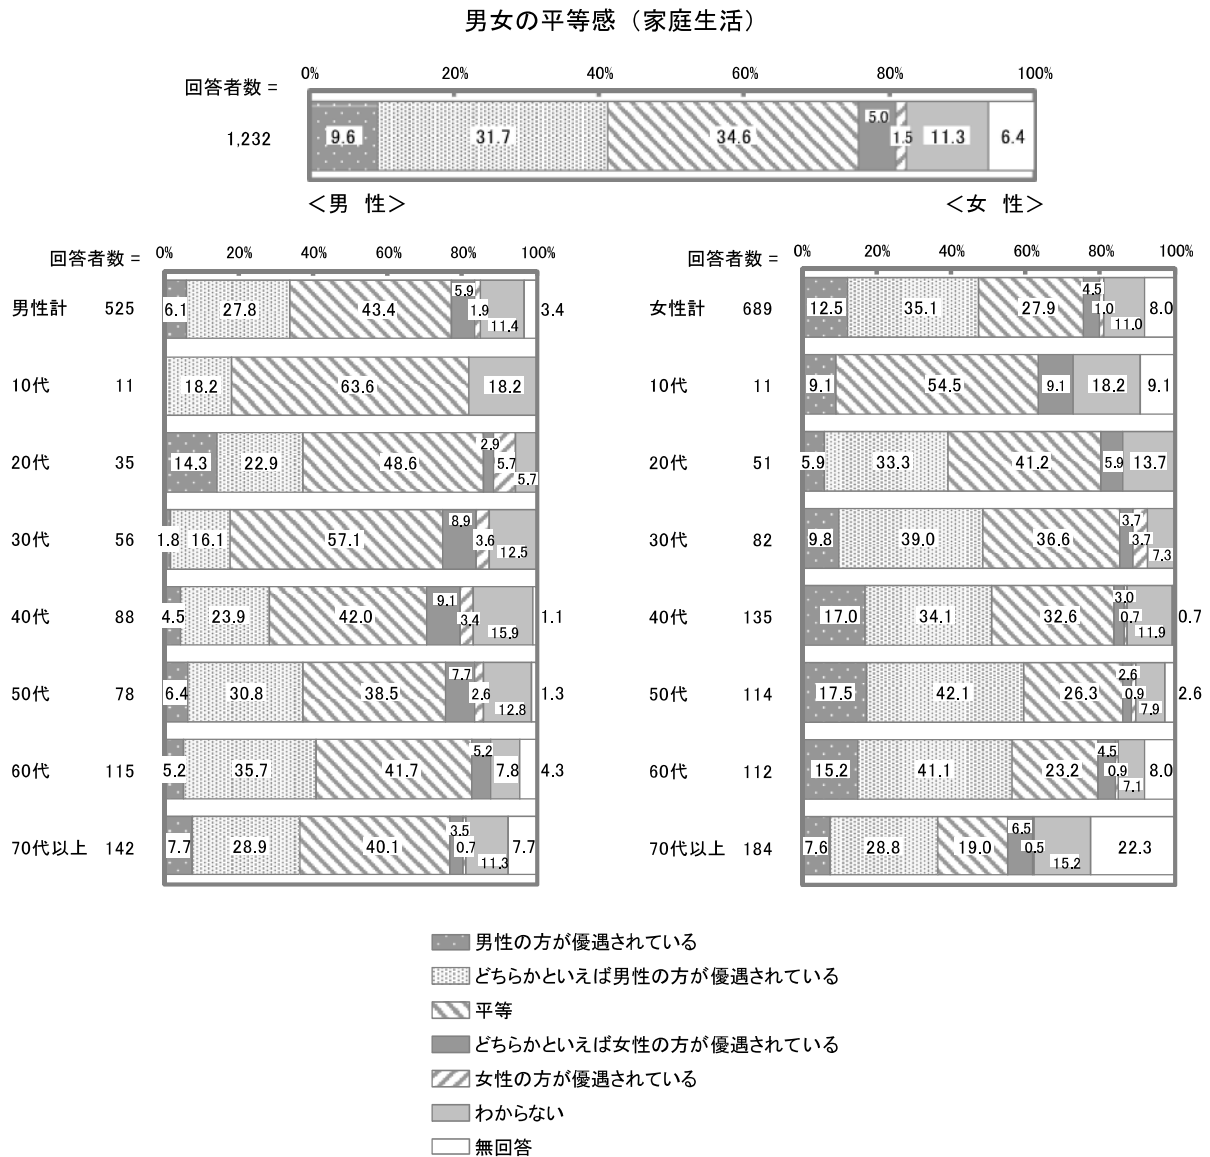 男女の平等感（家庭生活）
回答者数 = 0% 20% 40% 60% 80% 100%
1,232 9.6 31.7 34.6 5.0 1.5 11.3 6.4
＜男 性＞
回答者数 = 0% 20% 40% 60% 80% 100%
男性計 525 6.1 27.8 43.4 5.9 1.9 11.4 3.4
10代 11 18.2 63.6 18.2
20代 35 14.3 22.9 48.6 2.9 5.7 5.7
30代 56 1.8 16.1 57.1 8.9 3.6 12.5
40代 88 4.5 23.9 42.0 9.1 3.4 15.9 1.1
50代 78 6.4 30.8 38.5 7.7 2.6 12.8 1.3
60代 115 5.2 35.7 41.7 5.2 7.8 4.3
70代以上 142 7.7 28.9 40.1 3.5 0.7 11.3 7.7
＜女 性＞
回答者数 = 0% 20% 40% 60% 80% 100%
女性計 689 12.5 35.1 27.9 4.5 1.0 11.0 8.0
10代 11 9.1 54.5 9.1 18.2 9.1
20代 51 5.9 33.3 41.2 5.9 13.7
30代 82 9.8 39.0 36.6 3.7 3.7 7.3
40代 135 17.0 34.1 32.6 3.0 0.7 11.9 0.7
50代 114 17.5 42.1 26.3 2.6 0.9 7.9 2.6
60代 112 15.2 41.1 23.2 4.5 0.9 7.1 8.0
70代以上 184 7.6 28.8 19.0 6.5 0.5 15.2 22.3
男性の方が優遇されている
どちらかといえば男性の方が優遇されている
平等
どちらかといえば女性の方が優遇されている
女性の方が優遇されている
わからない
無回答